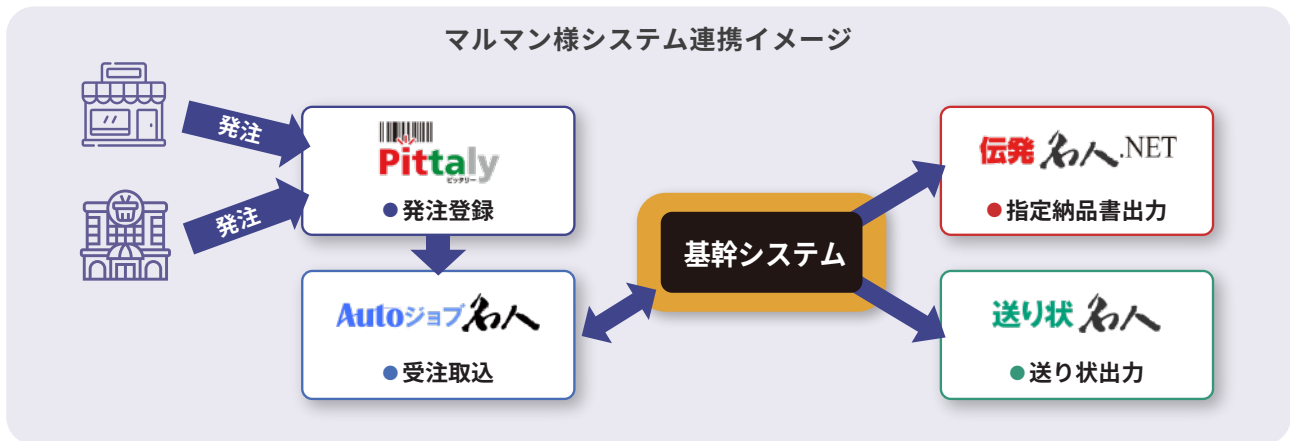 マルマン様システム連携イメージ
発注
発注
Pittaly
ピッタリー
●発注登録
Autoジョブ名人
●受注取込
基幹システム
伝発名人.NET
●指定納品書出力
送り状名人
●送り状出力